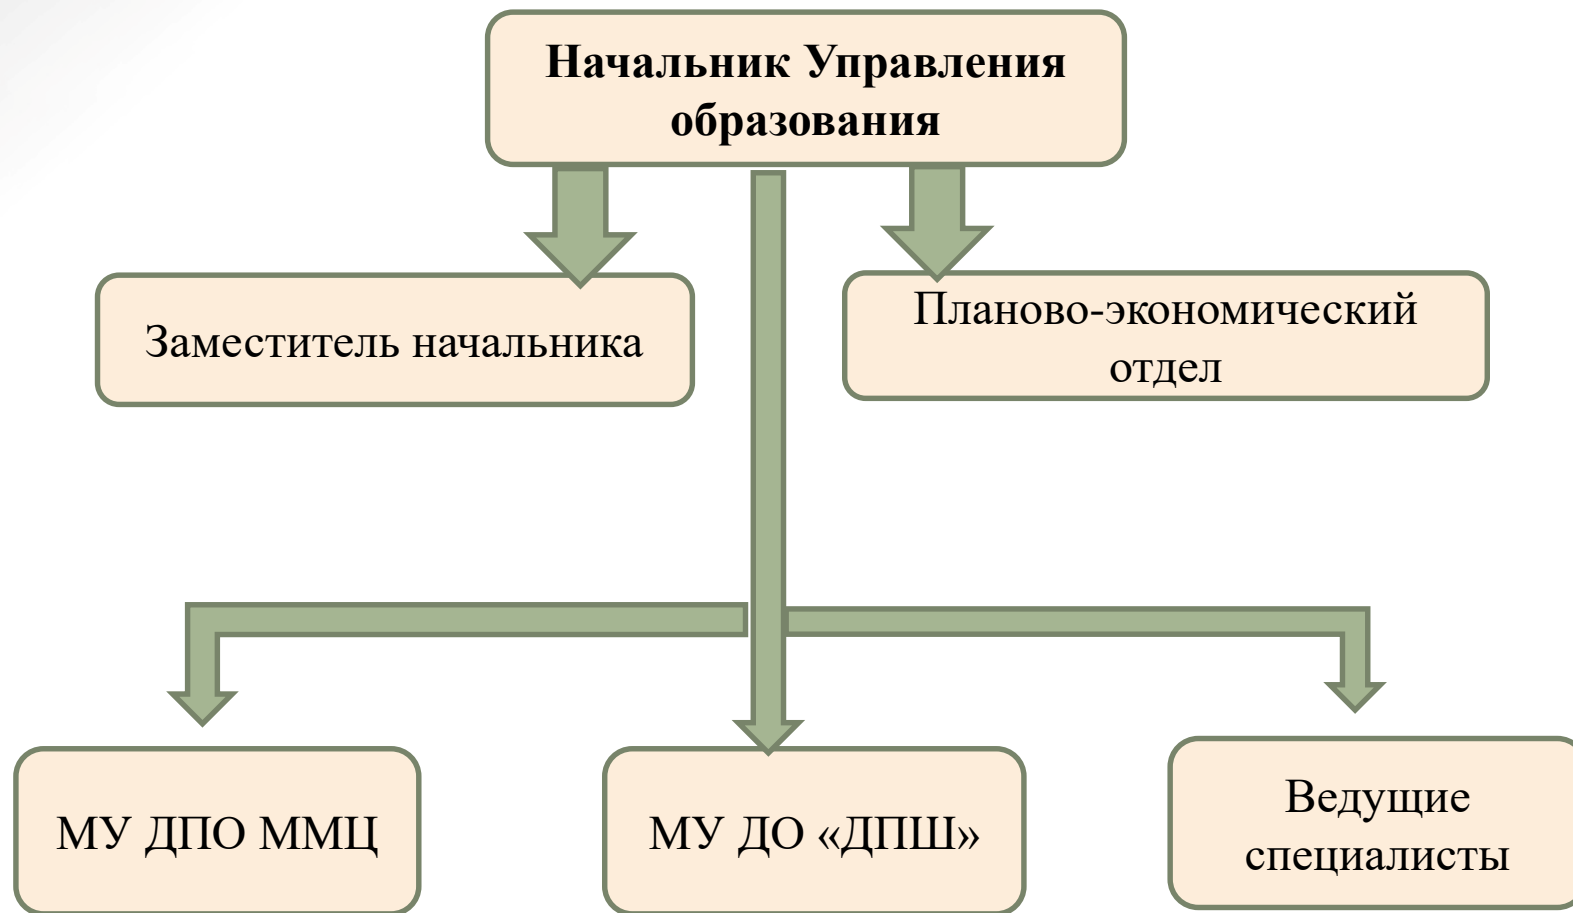 Начальник Управления
образования
Заместитель начальника
Планово-экономический
отдел
МУ ДПО ММЦ
МУ ДО «ДПШ»
Ведущие
специалисты